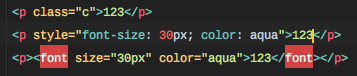 <p class="c">123</p>
<p style="font-size: 30px; color: aqua">123</p>
<p><font size="30px" color="aqua">123</font></p>